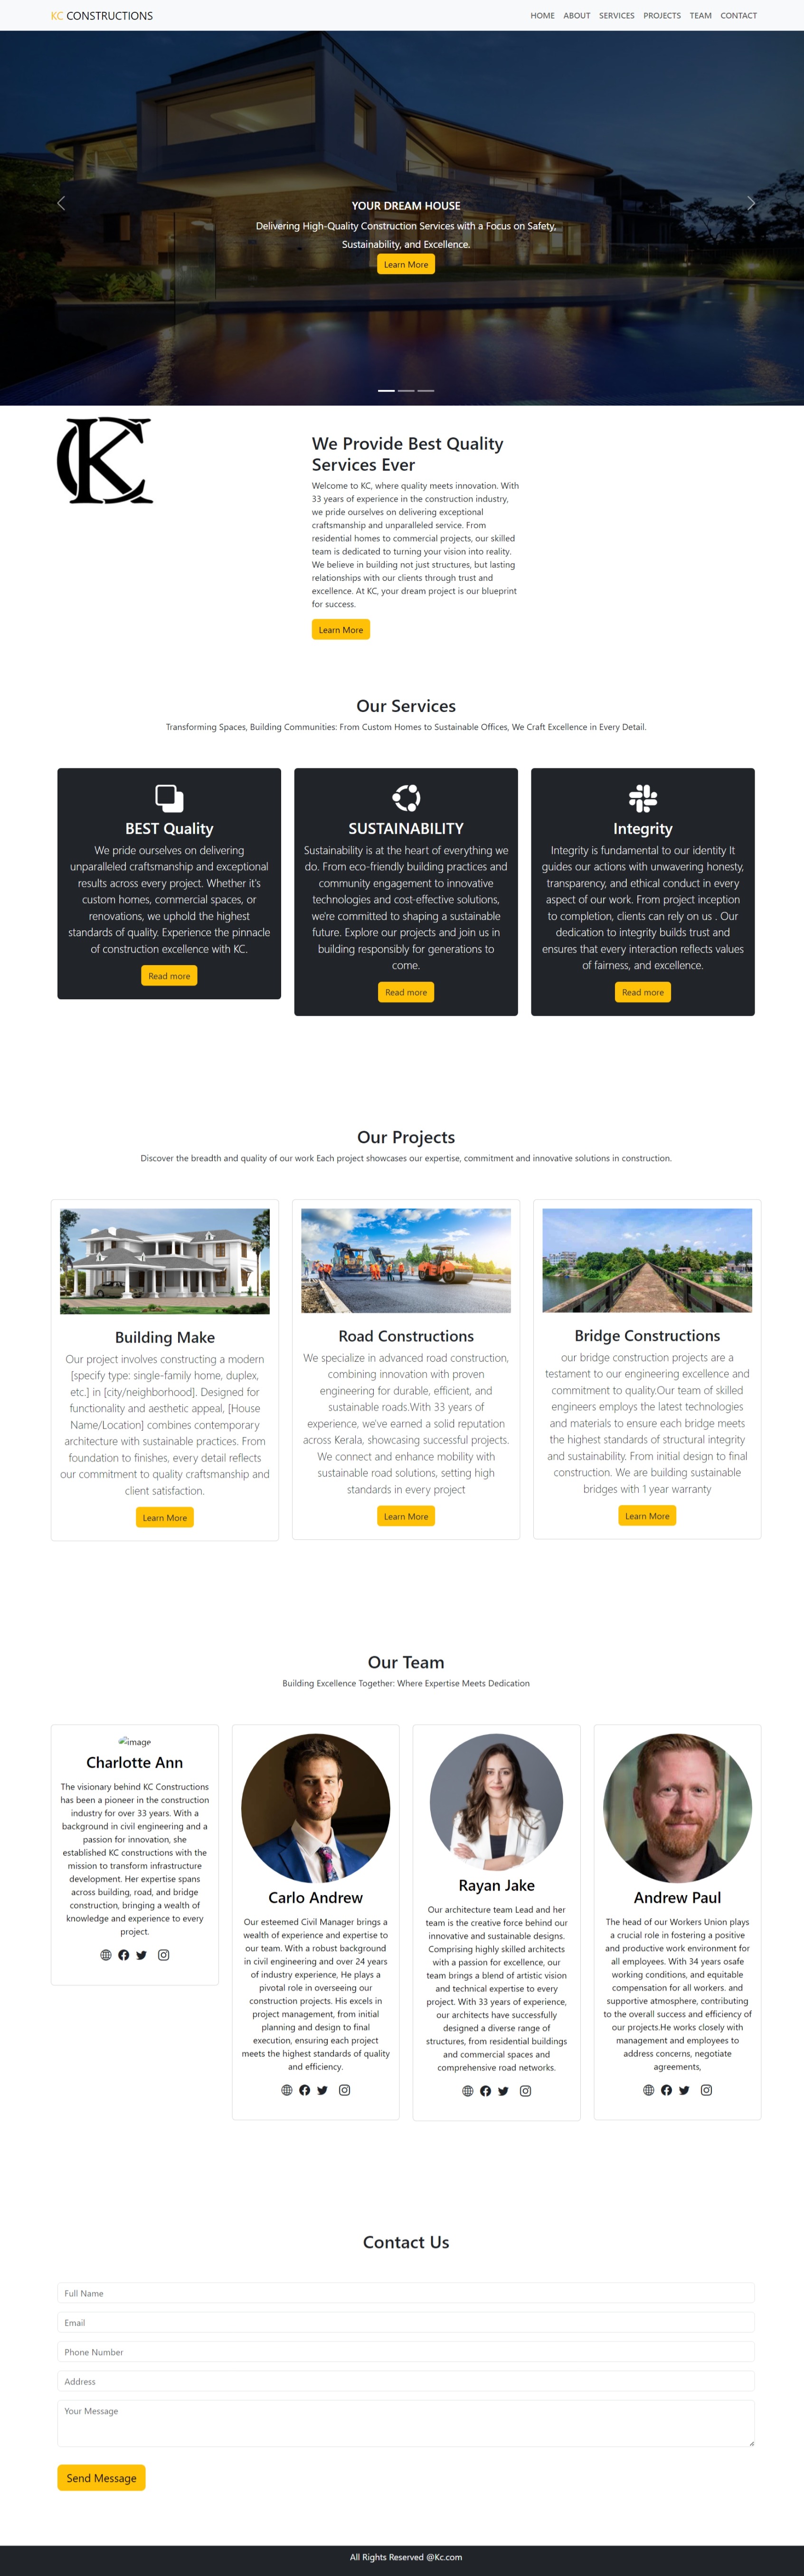 KC CONSTRUCTIONS
HOME ABOUT SERVICES PROJECTS TEAM CONTACT
YOUR DREAM HOUSE
Delivering High-Quality Construction Services with a Focus on Safety,
Sustainability, and Excellence.
Learn More
KC
We Provide Best Quality
Services Ever
Welcome to KC, where quality meets innovation. With
33 years of experience in the construction industry,
we pride ourselves on delivering exceptional
craftsmanship and unparalleled service. From
residential homes to commercial projects, our skilled
team is dedicated to turning your vision into reality.
We believe in building not just structures, but lasting
relationships with our clients through trust and
excellence. At KC, your dream project is our blueprint
for success.
Learn More
Our Services
Transforming Spaces, Building Communities: From Custom Homes to Sustainable Offices, We Craft Excellence in Every Detail.
BEST Quality
We pride ourselves on delivering
unparalleled craftsmanship and exceptional
results across every project. Whether it's
custom homes, commercial spaces, or
renovations, we uphold the highest
standards of quality. Experience the pinnacle
of construction excellence with KC.
Read more
SUSTAINABILITY
Sustainability is at the heart of everything we
do. From eco-friendly building practices and
community engagement to innovative
technologies and cost-effective solutions,
we're committed to shaping a sustainable
future. Explore our projects and join us in
building responsibly for generations to
come.
Read more
Integrity
Integrity is fundamental to our identity It
guides our actions with unwavering honesty,
transparency, and ethical conduct in every
aspect of our work. From project inception
to completion, clients can rely on us . Our
dedication to integrity builds trust and
ensures that every interaction reflects values
of fairness, and excellence.
Read more
Our Projects
Discover the breadth and quality of our work Each project showcases our expertise, commitment and innovative solutions in construction.
Building Make
Our project involves constructing a modern
[specify type: single-family home, duplex,
etc.] in [city/neighborhood]. Designed for
functionality and aesthetic appeal, [House
Name/Location] combines contemporary
architecture with sustainable practices. From
foundation to finishes, every detail reflects
our commitment to quality craftsmanship and
client satisfaction.
Learn More
Road Constructions
We specialize in advanced road construction,
combining innovation with proven
engineering for durable, efficient, and
sustainable roads.With 33 years of
experience, we've earned a solid reputation
across Kerala, showcasing successful projects.
We connect and enhance mobility with
sustainable road solutions, setting high
standards in every project
Learn More
Bridge Constructions
our bridge construction projects are a
testament to our engineering excellence and
commitment to quality.Our team of skilled
engineers employs the latest technologies
and materials to ensure each bridge meets
the highest standards of structural integrity
and sustainability. From initial design to final
construction. We are building sustainable
bridges with 1 year warranty
Learn More
Our Team
Building Excellence Together: Where Expertise Meets Dedication
image
Charlotte Ann
The visionary behind KC Constructions
has been a pioneer in the construction
industry for over 33 years. With a
background in civil engineering and a
passion for innovation, she
established KC constructions with the
mission to transform infrastructure
development. Her expertise spans
across building, road, and bridge
construction, bringing a wealth of
knowledge and experience to every
project.
Carlo Andrew
Our esteemed Civil Manager brings a
wealth of experience and expertise to
our team. With a robust background
in civil engineering and over 24 years
of industry experience, He plays a
pivotal role in overseeing our
construction projects. His excels in
project management, from initial
planning and design to final
execution, ensuring each project
meets the highest standards of quality
and efficiency.
Rayan Jake
Our architecture team Lead and her
team is the creative force behind our
innovative and sustainable designs.
Comprising highly skilled architects
with a passion for excellence, our
team brings a blend of artistic vision
and technical expertise to every
project. With 33 years of experience,
our architects have successfully
designed a diverse range of
structures, from residential buildings
and commercial spaces and
comprehensive road networks.
Andrew Paul
The head of our Workers Union plays
a crucial role in fostering a positive
and productive work environment for
all employees. With 34 years osafe
working conditions, and equitable
compensation for all workers. and
supportive atmosphere, contributing
to the overall success and efficiency of
our projects.He works closely with
management and employees to
address concerns, negotiate
agreements,
Contact Us
Full Name
Email
Phone Number
Address
Your Message
Send Message
All Rights Reserved @Kc.com